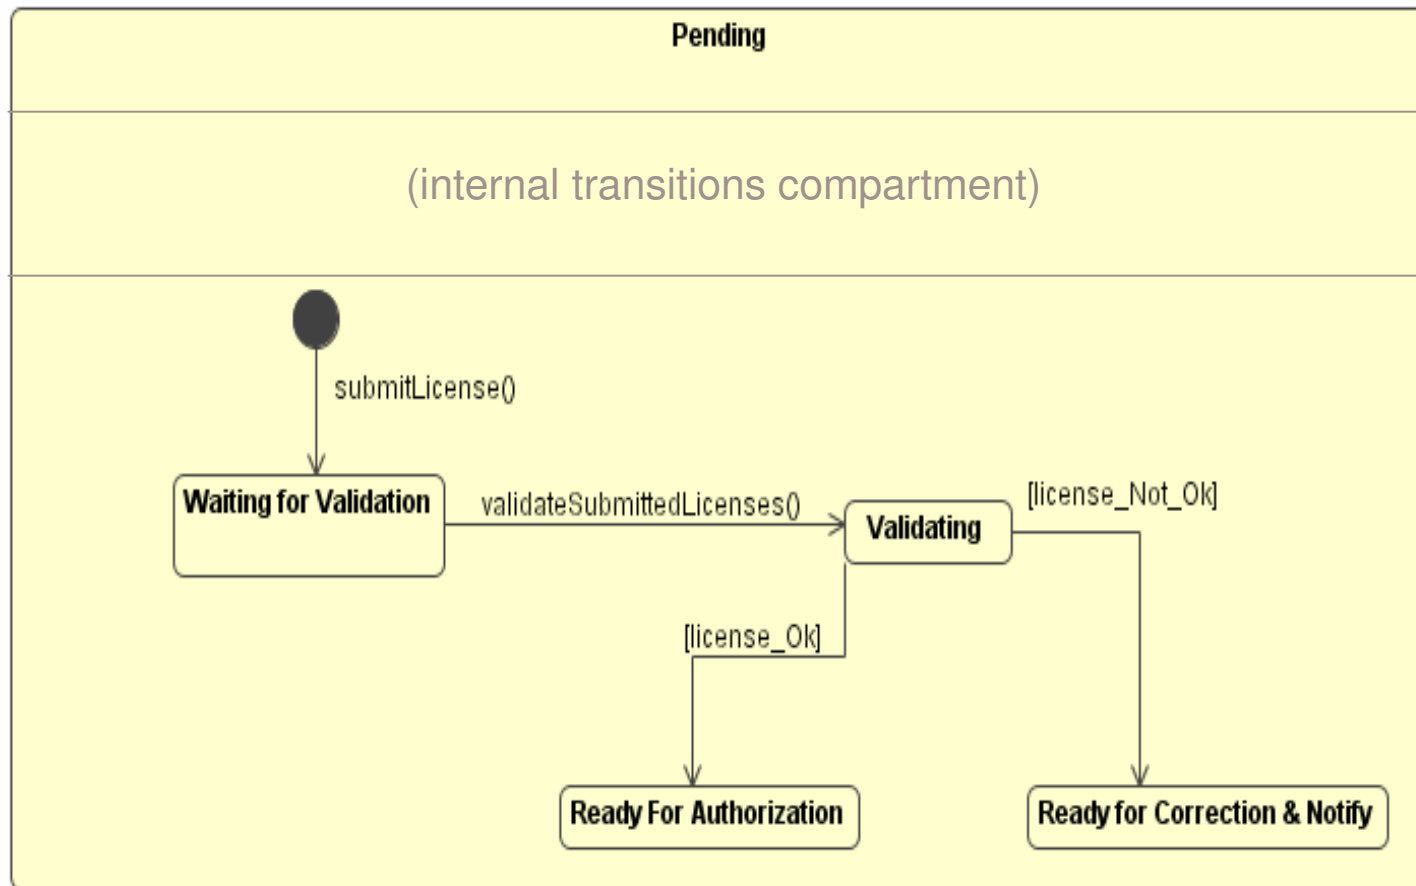 Pending
(internal transitions compartment)
submitLicense()
Waiting for Validation
validateSubmittedLicenses()
[license_Not_Ok]
Validating
[license_Ok]
Ready For Authorization
Ready for Correction & Notify